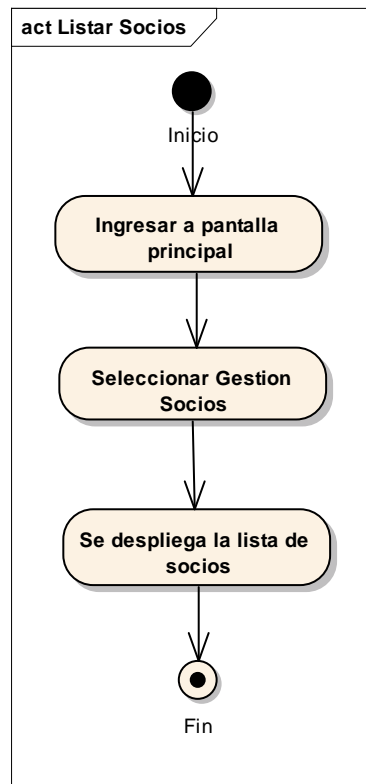 act Listar Socios
Inicio
Ingresar a pantalla
principal
Seleccionar Gestion
Socios
Se despliega la lista de
socios
Fin